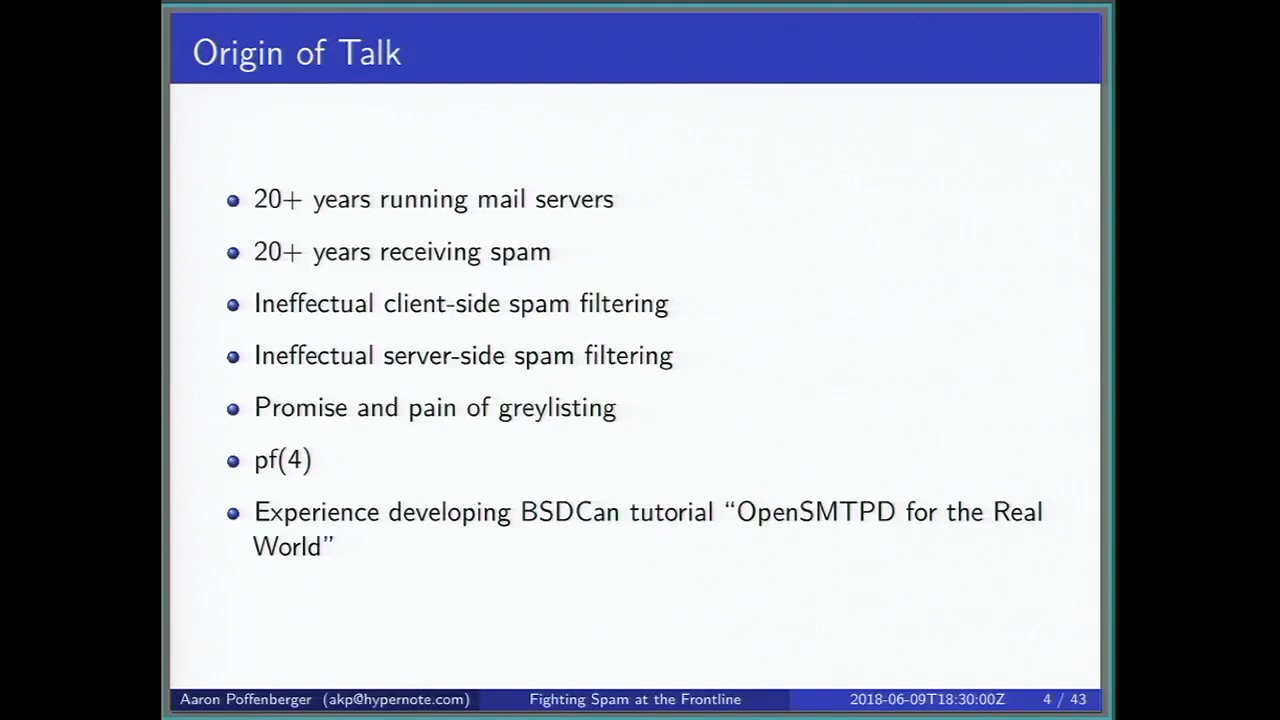 Origin of Talk
20+ years running mail servers
20+ years receiving spam
Ineffectual client-side spam filtering
Ineffectual server-side spam filtering
Promise and pain of greylisting
pf(4)
Experience developing BSDCan tutorial “OpenSMTPD for the Real
World”
Aaron Poffenberger (akp@hypernote.com) Fighting Spam at the Frontline 2018-06-09T18:30:00Z 4 / 43